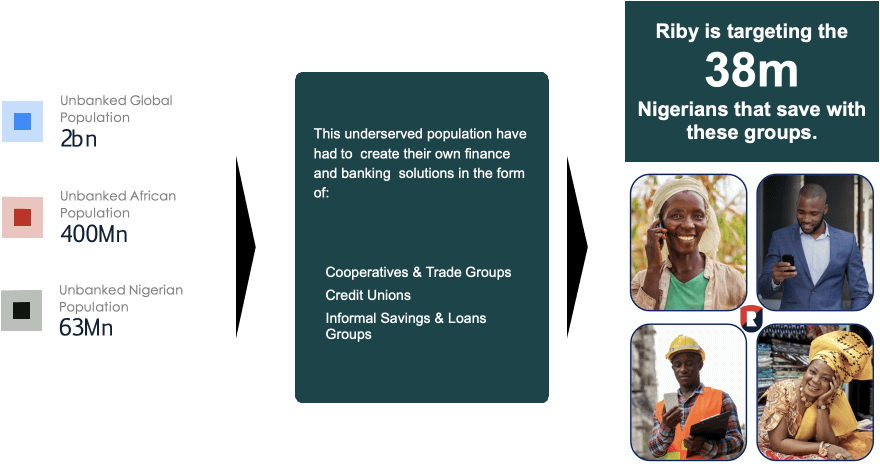 Unbanked Global
Population
2bn
Unbanked African
Population
400Mn
Unbanked Nigerian
Population
63Mn
This underserved population have
had to create their own finance
and banking solutions in the form
of:
Cooperatives & Trade Groups
Credit Unions
Informal Savings & Loans
Groups
Riby is targeting the
38m
Nigerians that save with
these groups.
R